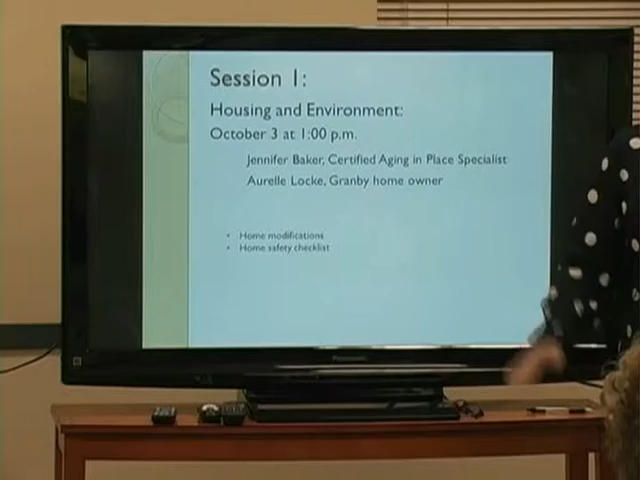 Session 1:
Housing and Environment:
October 3 at 1:00 p.m.
Jennifer Baker, Certified Aging in Place Specialist
Aurelle Locke, Granby home owner
• Home modifications
• Home safety checklist
Panasonic